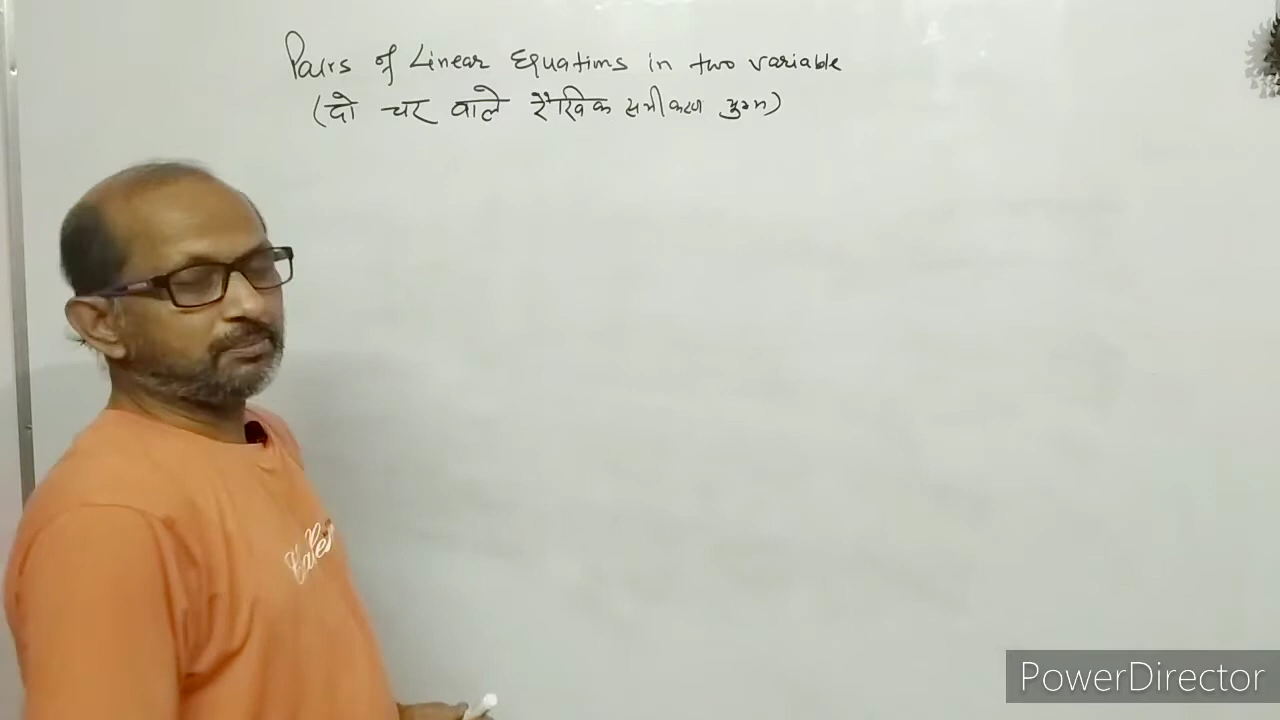 Pairs of Linear Equations in two variable
(दो चर वाले रैखिक समीकरण युग्म)
PowerDirector